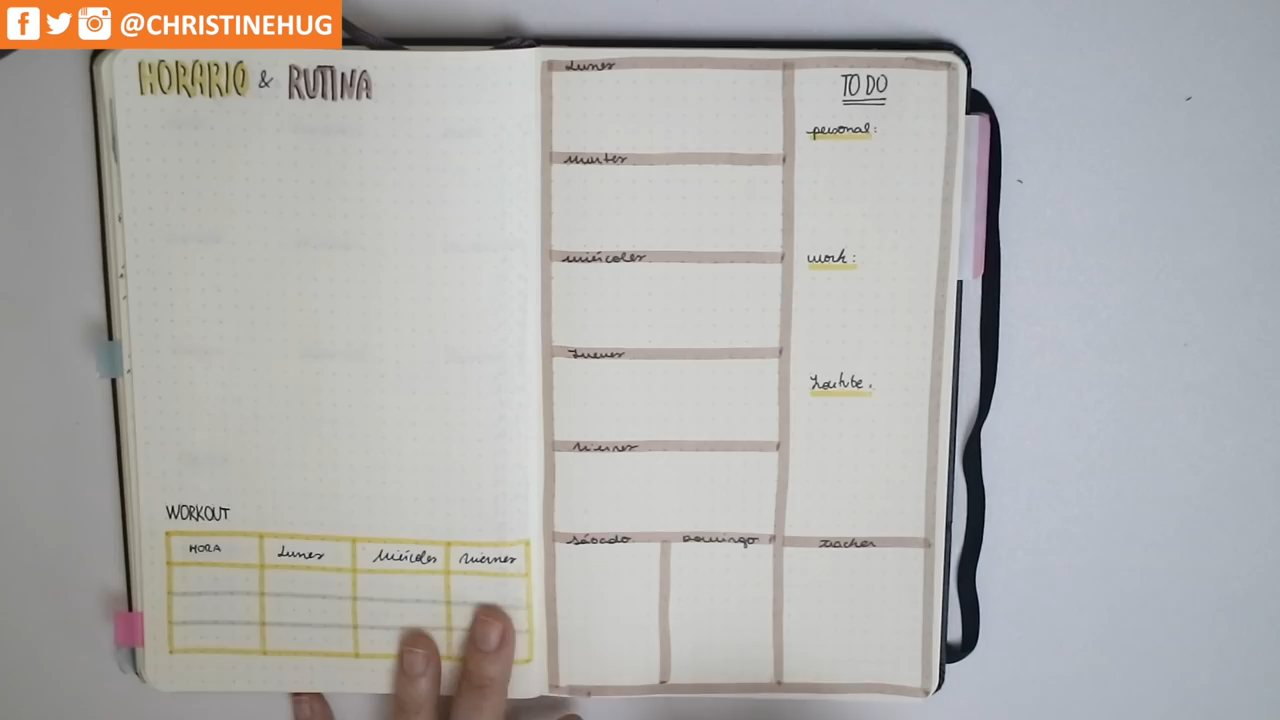 @CHRISTINEHUG
HORARIO & RUTINA
WORKOUT
HORA Lunes Miércoles Viernes
Lunes
Martes
miércoles
Jueves
Viernes
Sábado Domingo
TO DO
personal:
work:
Youtube.